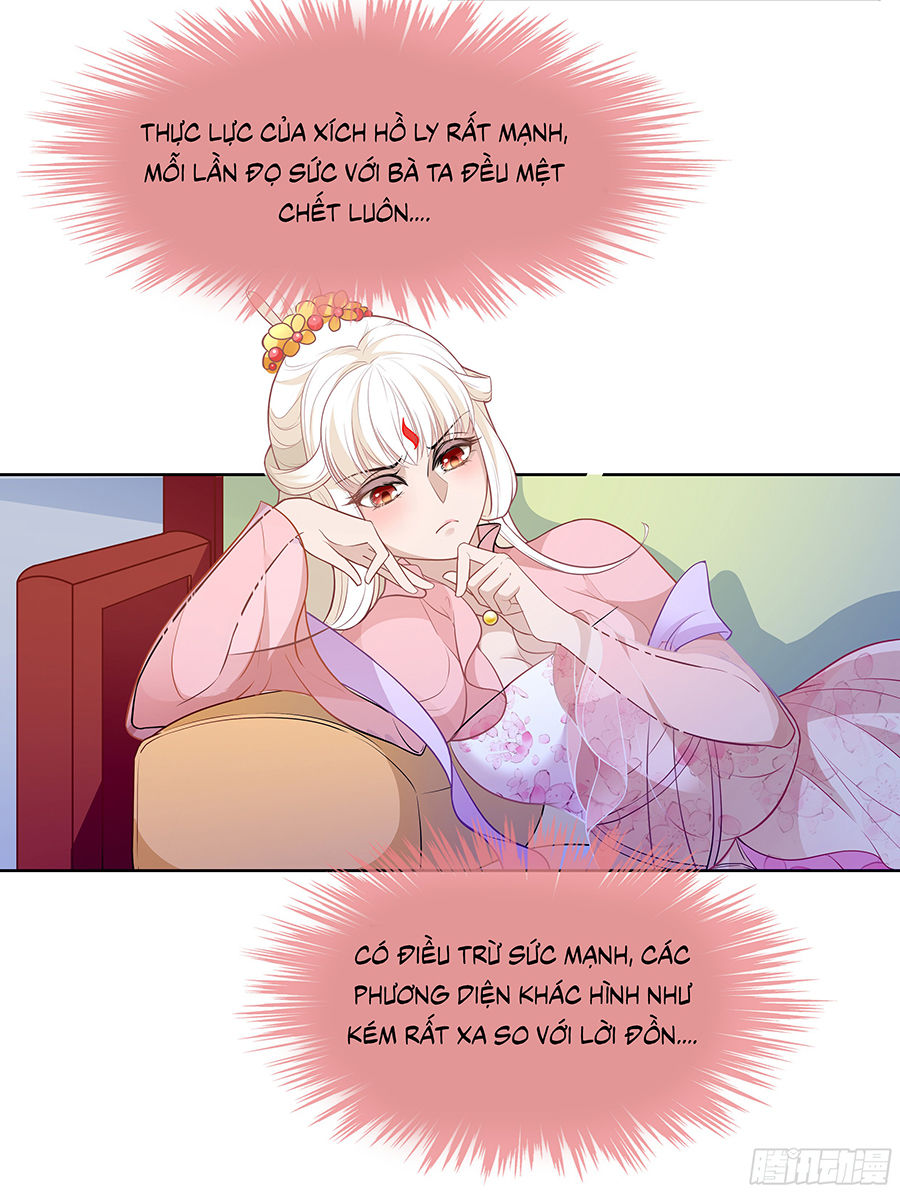 THỰC LỰC CỦA XÍCH HỒ LY RẤT MẠNH,
MỖI LẦN ĐỌ SỨC VỚI BÀ TA ĐỀU MỆT
CHẾT LUÔN....
CÓ ĐIỀU TRỪ SỨC MẠNH, CÁC
PHƯƠNG DIỆN KHÁC HÌNH NHƯ
KÉM RẤT XA SO VỚI LỜI ĐỒN....
腾讯动漫